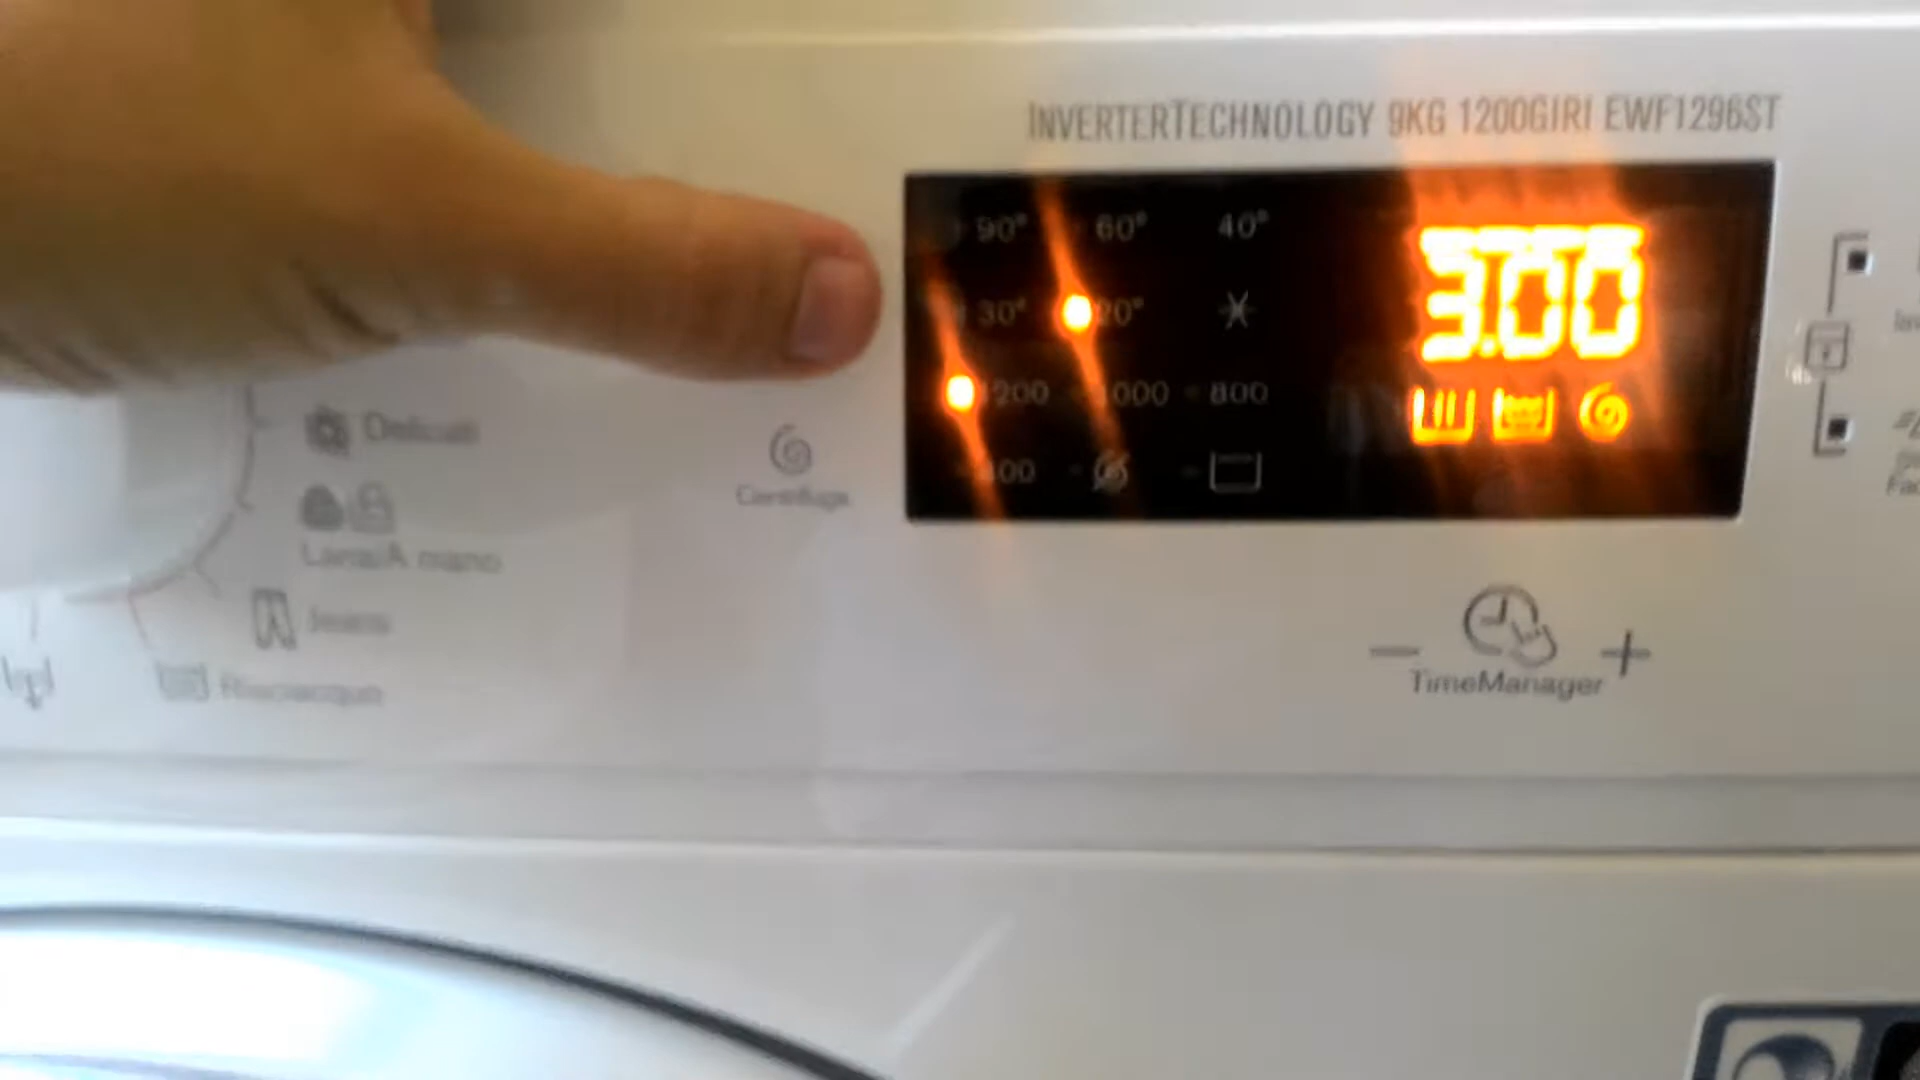 INVERTERTECHNOLOGY 9KG 1200GIRI EWF1296ST
90° 60° 40°
30° 20°
3.00
1200 1000 800
400
Delicati
Centrifuga
Lana/A mano
Jeans
Risciacquo
TimeManager
− +